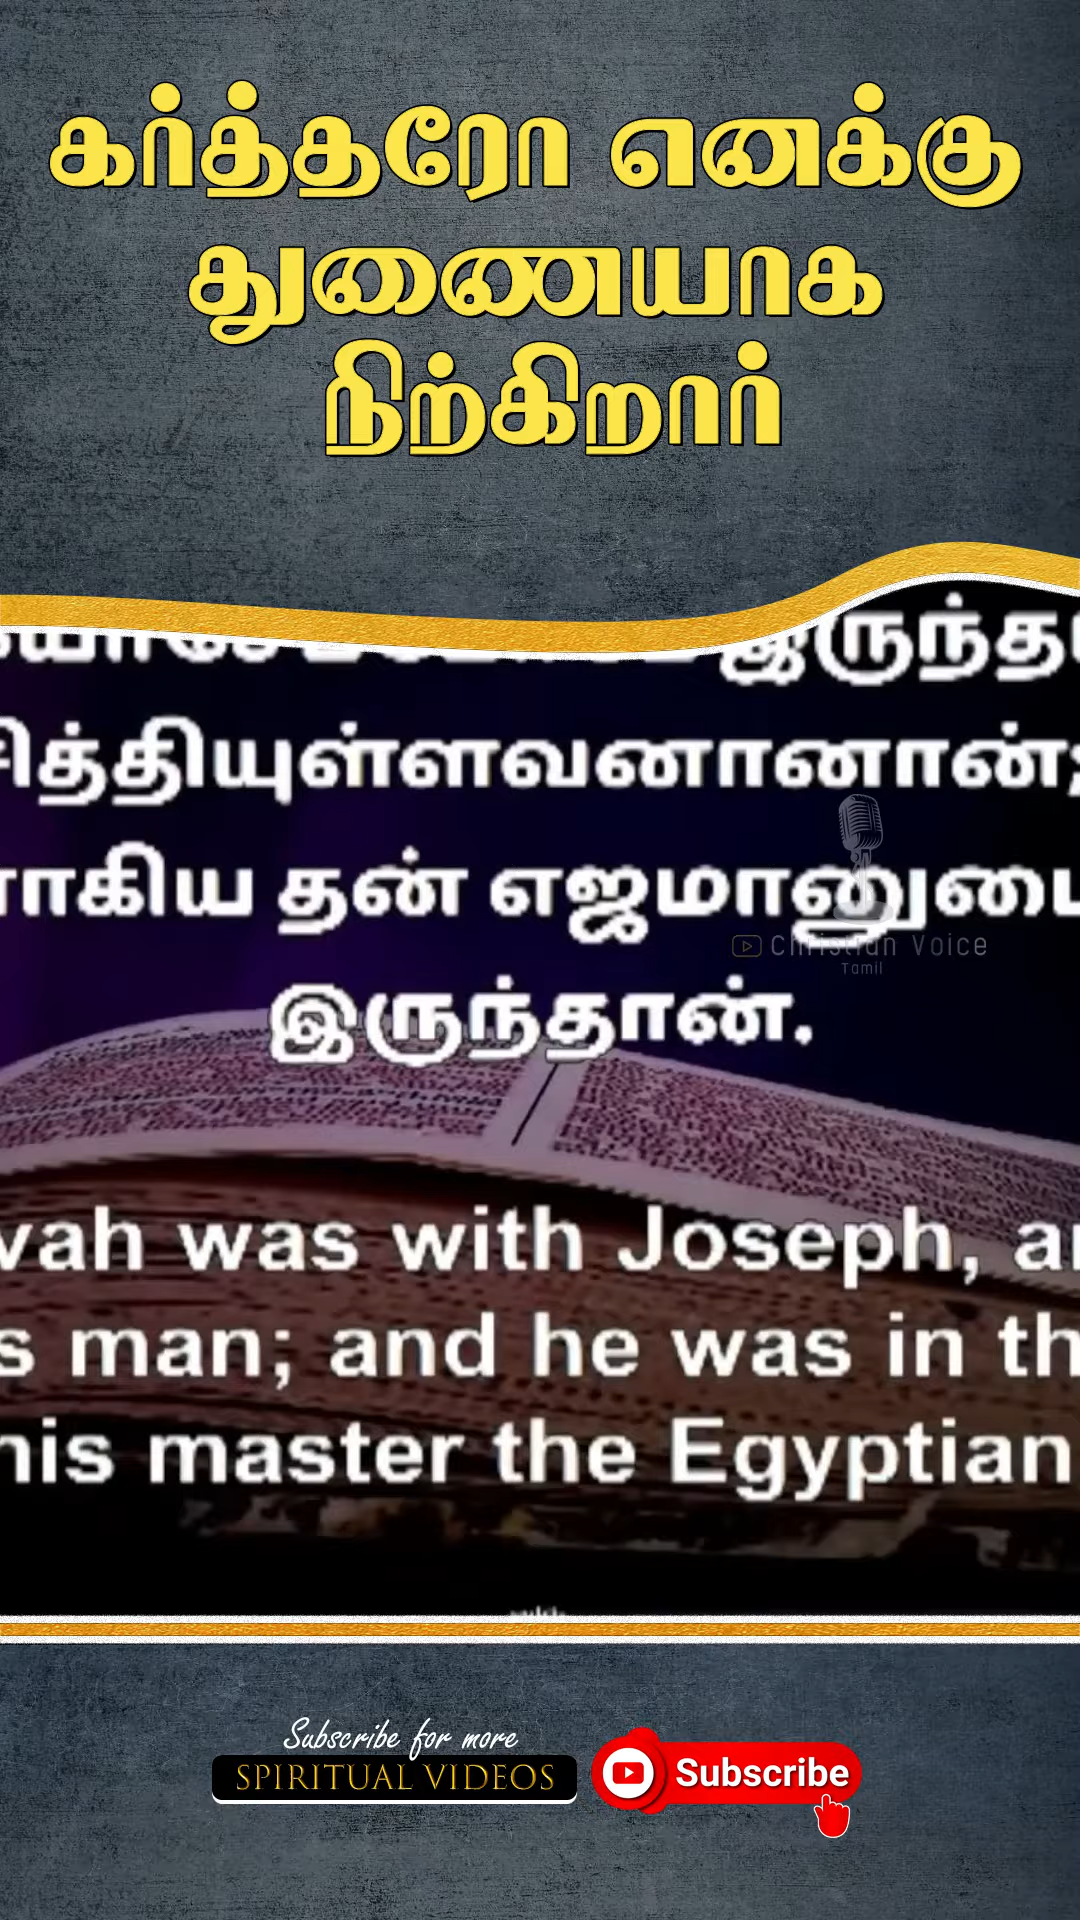 கர்த்தரோ எனக்கு
துணையாக
நிற்கிறார்
இருந்தா
சித்தியுள்ளவனானான்;
ாகிய தன் எஜமானுடை
Christian Voice
Tamil
இருந்தான்.
vah was with Joseph, an
s man; and he was in th
his master the Egyptian
Subscribe for more
SPIRITUAL VIDEOS
Subscribe